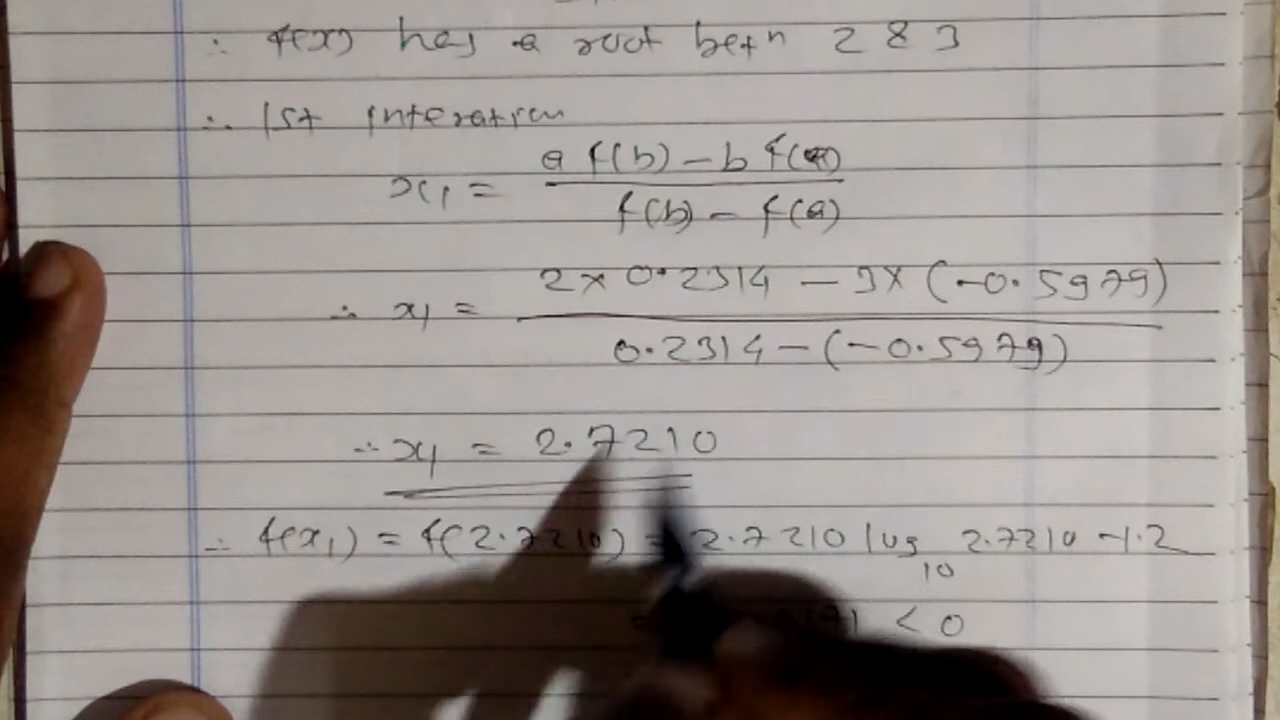 ∴ f(x) has a root betn 2 & 3
∴ 1st interation
x1 = a f(b) - b f(a) / f(b) - f(a)
∴ x1 = 2 x 0.2314 - 3 x (-0.5979) / 0.2314 - (-0.5979)
∴ x1 = 2.7210
∴ f(x1) = f(2.7210) = 2.7210 log10 2.7210 - 1.2
< 0